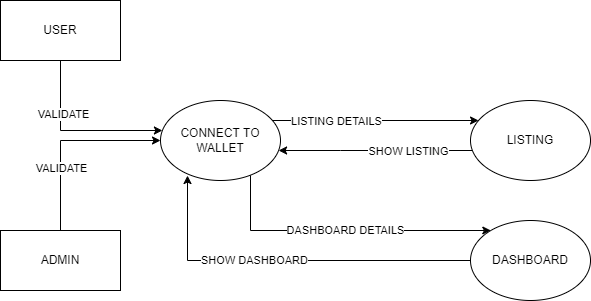 USER
VALIDATE
CONNECT TO
WALLET
LISTING DETAILS
LISTING
SHOW LISTING
VALIDATE
DASHBOARD DETAILS
ADMIN
SHOW DASHBOARD
DASHBOARD